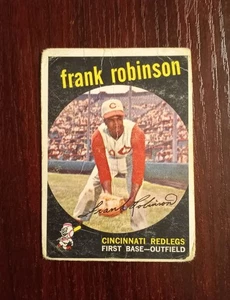 frank robinson
C
Frank Robinson
CINCINNATI REDLEGS
FIRST BASE—OUTFIELD